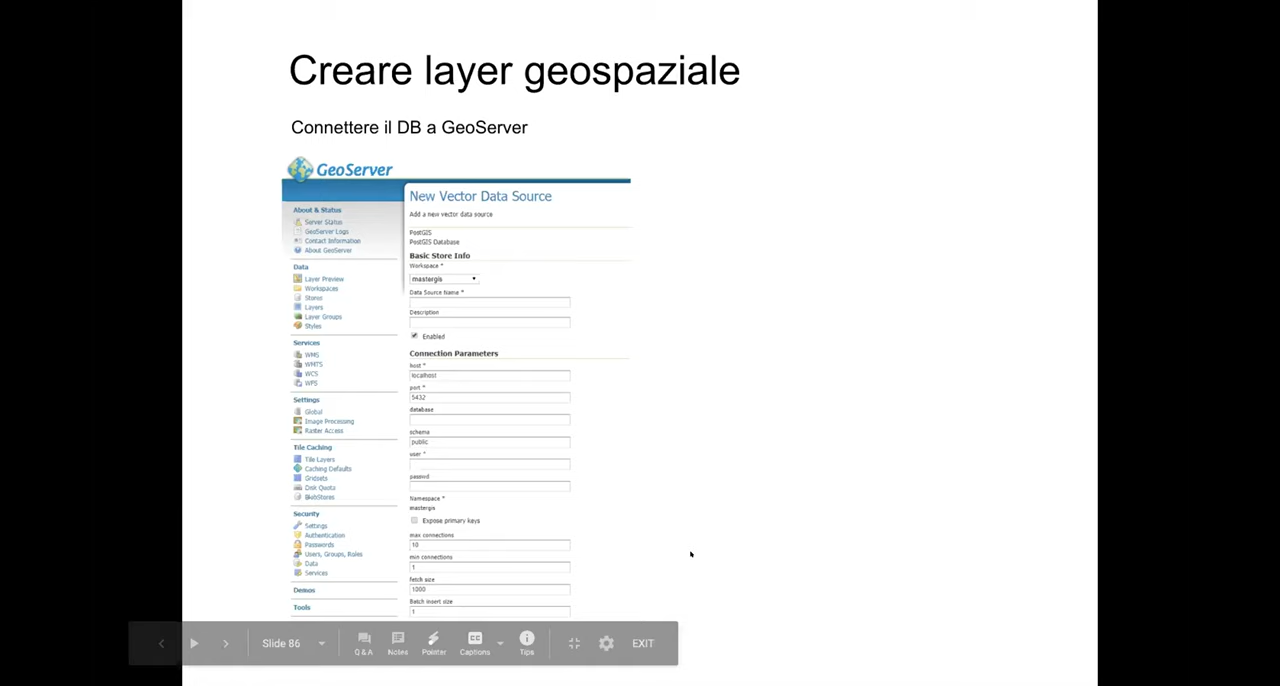 Creare layer geospaziale
Connettere il DB a GeoServer
GeoServer
About & Status
Server Status
GeoServer Logs
Contact Information
About GeoServer
Data
Layer Preview
Workspaces
Stores
Layers
Layer Groups
Styles
Services
WMS
WMTS
WCS
WPS
Settings
Global
Image Processing
Raster Access
Tile Caching
Tile Layers
Caching Defaults
Gridsets
Disk Quota
BlobStores
Security
Settings
Authentication
Passwords
Users, Groups, Roles
Data
Services
Demos
Tools
New Vector Data Source
Add a new vector data source
PostGIS
PostGIS Database
Basic Store Info
Workspace *
mastergis
Data Source Name *
Description
Enabled
Connection Parameters
host *
localhost
port *
5432
database
schema
public
user *
passwd
Namespace *
mastergis
Expose primary keys
max connections
10
min connections
1
fetch size
1000
Batch insert size
1
Slide 86
Q & A
Notes
Pointer
CC
Captions
Tips
EXIT